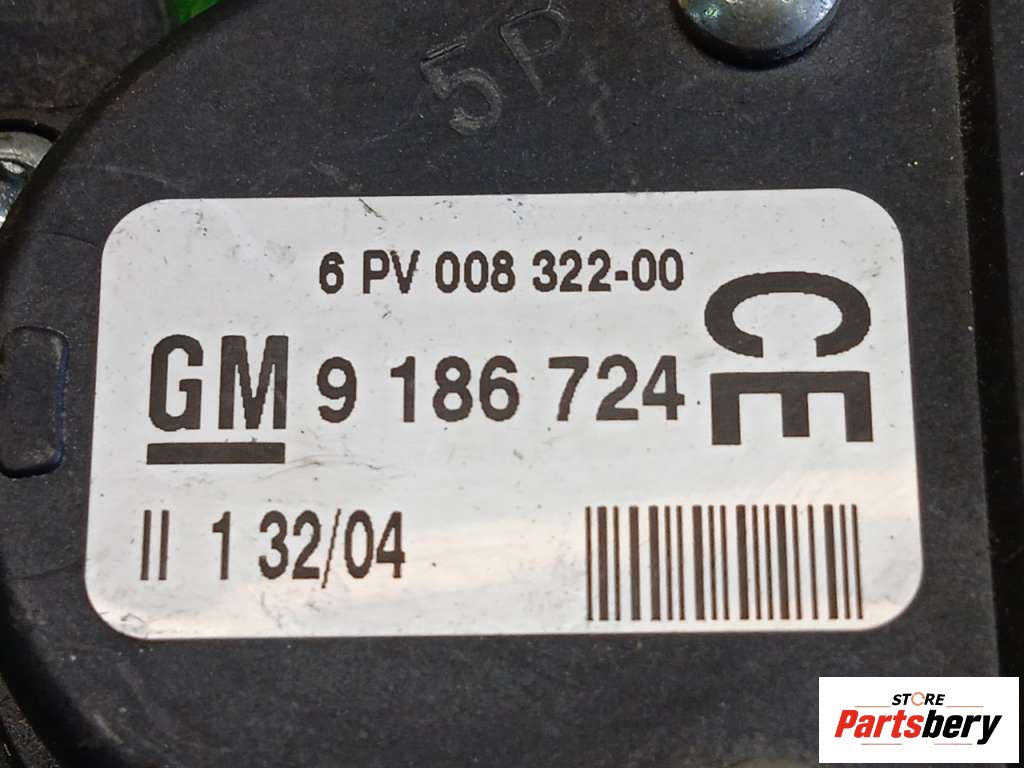 5P
6 PV 008 322-00
GM 9 186 724
CE
II 1 32/04
STORE
Partsbery